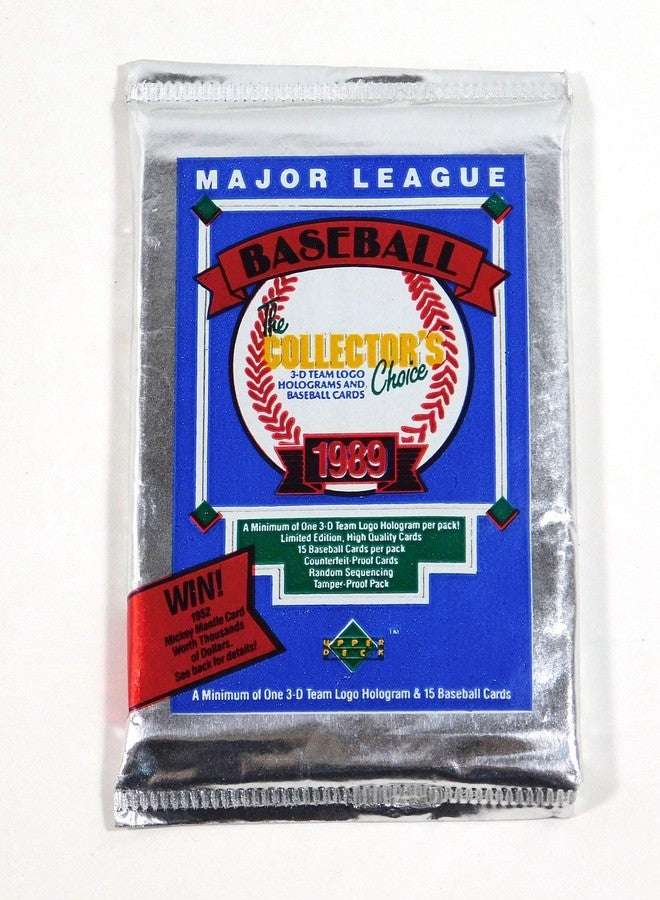 MAJOR LEAGUE
BASEBALL
The
COLLECTOR'S
Choice
3-D TEAM LOGO
HOLOGRAMS AND
BASEBALL CARDS
1989
A Minimum of One 3-D Team Logo Hologram per pack!
Limited Edition, High Quality Cards
15 Baseball Cards per pack
Counterfeit-Proof Cards
Random Sequencing
Tamper-Proof Pack
WIN!
1952
Mickey Mantle Card
Worth Thousands
of Dollars.
See back for details!
UPPER
DECK
TM
A Minimum of One 3-D Team Logo Hologram & 15 Baseball Cards